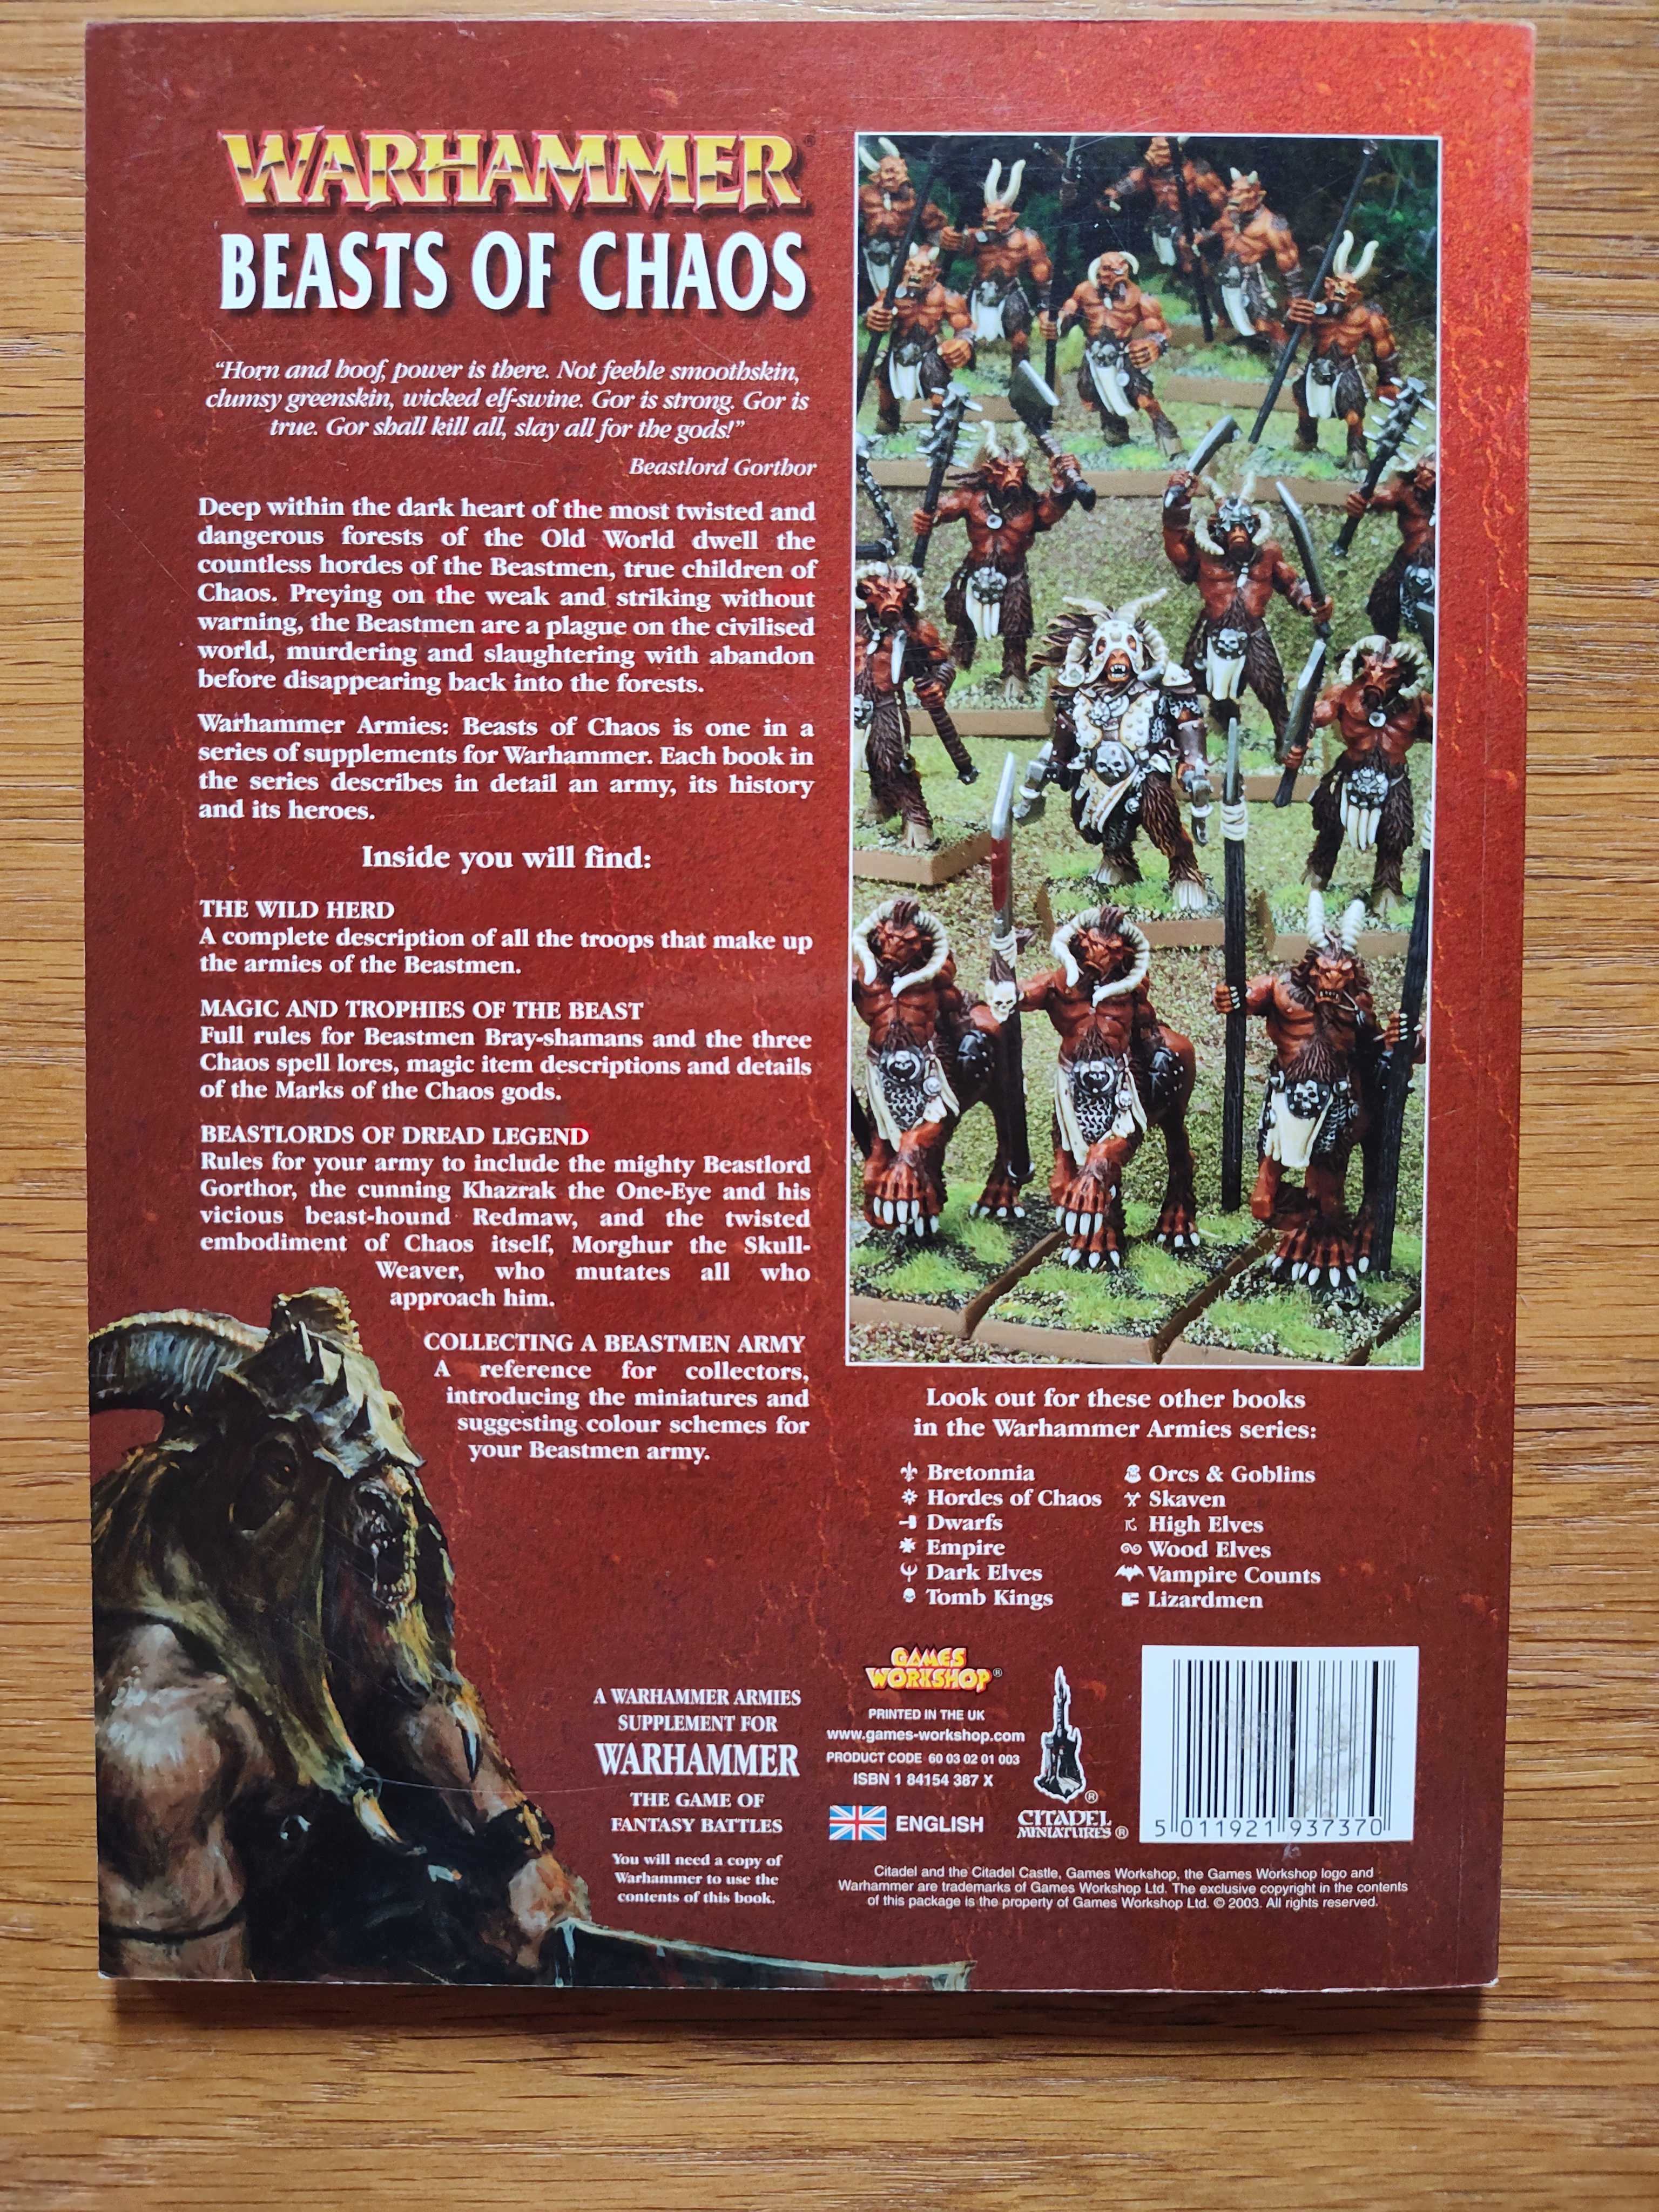 WARHAMMER®
BEASTS OF CHAOS
“Horn and hoof, power is there. Not feeble smoothskin,
clumsy greenskin, wicked elf-swine. Gor is strong. Gor is
true. Gor shall kill all, slay all for the gods!”
Beastlord Gorthor
Deep within the dark heart of the most twisted and
dangerous forests of the Old World dwell the
countless hordes of the Beastmen, true children of
Chaos. Preying on the weak and striking without
warning, the Beastmen are a plague on the civilised
world, murdering and slaughtering with abandon
before disappearing back into the forests.
Warhammer Armies: Beasts of Chaos is one in a
series of supplements for Warhammer. Each book in
the series describes in detail an army, its history
and its heroes.
Inside you will find:
THE WILD HERD
A complete description of all the troops that make up
the armies of the Beastmen.
MAGIC AND TROPHIES OF THE BEAST
Full rules for Beastmen Bray-shamans and the three
Chaos spell lores, magic item descriptions and details
of the Marks of the Chaos gods.
BEASTLORDS OF DREAD LEGEND
Rules for your army to include the mighty Beastlord
Gorthor, the cunning Khazrak the One-Eye and his
vicious beast-hound Redmaw, and the twisted
embodiment of Chaos itself, Morghur the Skull-
Weaver, who mutates all who
approach him.
COLLECTING A BEASTMEN ARMY
A reference for collectors,
introducing the miniatures and
suggesting colour schemes for
your Beastmen army.
A WARHAMMER ARMIES
SUPPLEMENT FOR
WARHAMMER
THE GAME OF
FANTASY BATTLES
You will need a copy of
Warhammer to use the
contents of this book.
Look out for these other books
in the Warhammer Armies series:
Bretonnia
Hordes of Chaos
Dwarfs
Empire
Dark Elves
Tomb Kings
Orcs & Goblins
Skaven
High Elves
Wood Elves
Vampire Counts
Lizardmen
GAMES
WORKSHOP®
PRINTED IN THE UK
www.games-workshop.com
PRODUCT CODE 60 03 02 01 003
ISBN 1 84154 387 X
ENGLISH
®
CITADEL
MINIATURES®
5 011921 937370
Citadel and the Citadel Castle, Games Workshop, the Games Workshop logo and
Warhammer are trademarks of Games Workshop Ltd. The exclusive copyright in the contents
of this package is the property of Games Workshop Ltd. © 2003. All rights reserved.